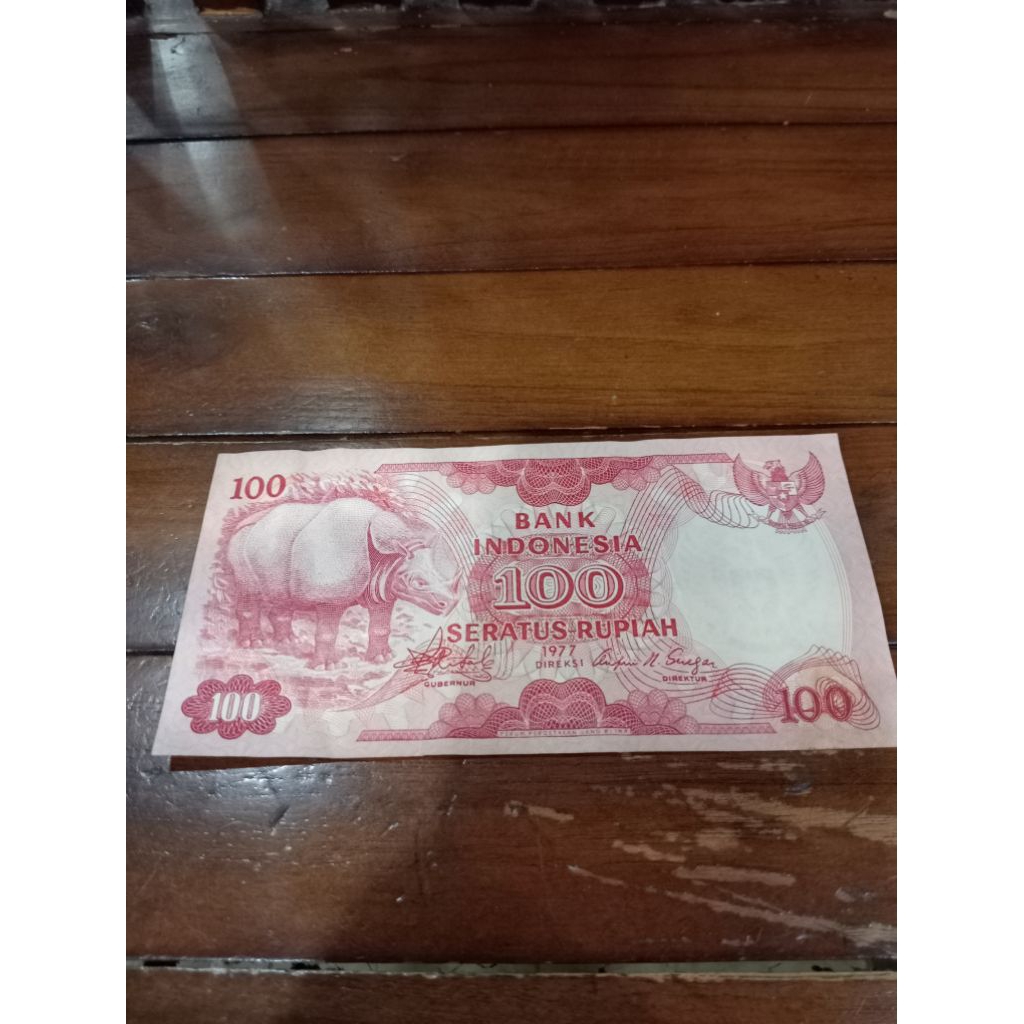 100
BANK
INDONESIA
100
SERATUS RUPIAH
1977
DIREKSI
GUBERNUR
DIREKTUR
100
100